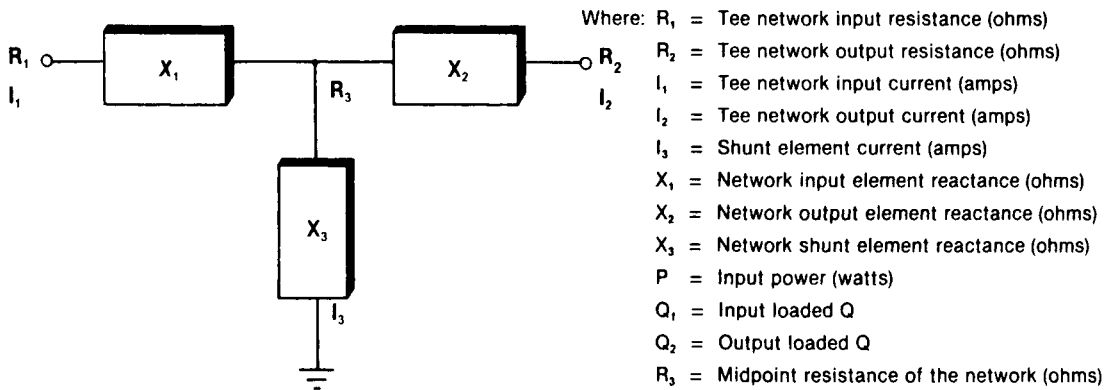 R₁
I₁
X₁
R₃
X₂
R₂
I₂
X₃
I₃
Where: R₁ = Tee network input resistance (ohms)
R₂ = Tee network output resistance (ohms)
I₁ = Tee network input current (amps)
I₂ = Tee network output current (amps)
I₃ = Shunt element current (amps)
X₁ = Network input element reactance (ohms)
X₂ = Network output element reactance (ohms)
X₃ = Network shunt element reactance (ohms)
P = Input power (watts)
Q₁ = Input loaded Q
Q₂ = Output loaded Q
R₃ = Midpoint resistance of the network (ohms)